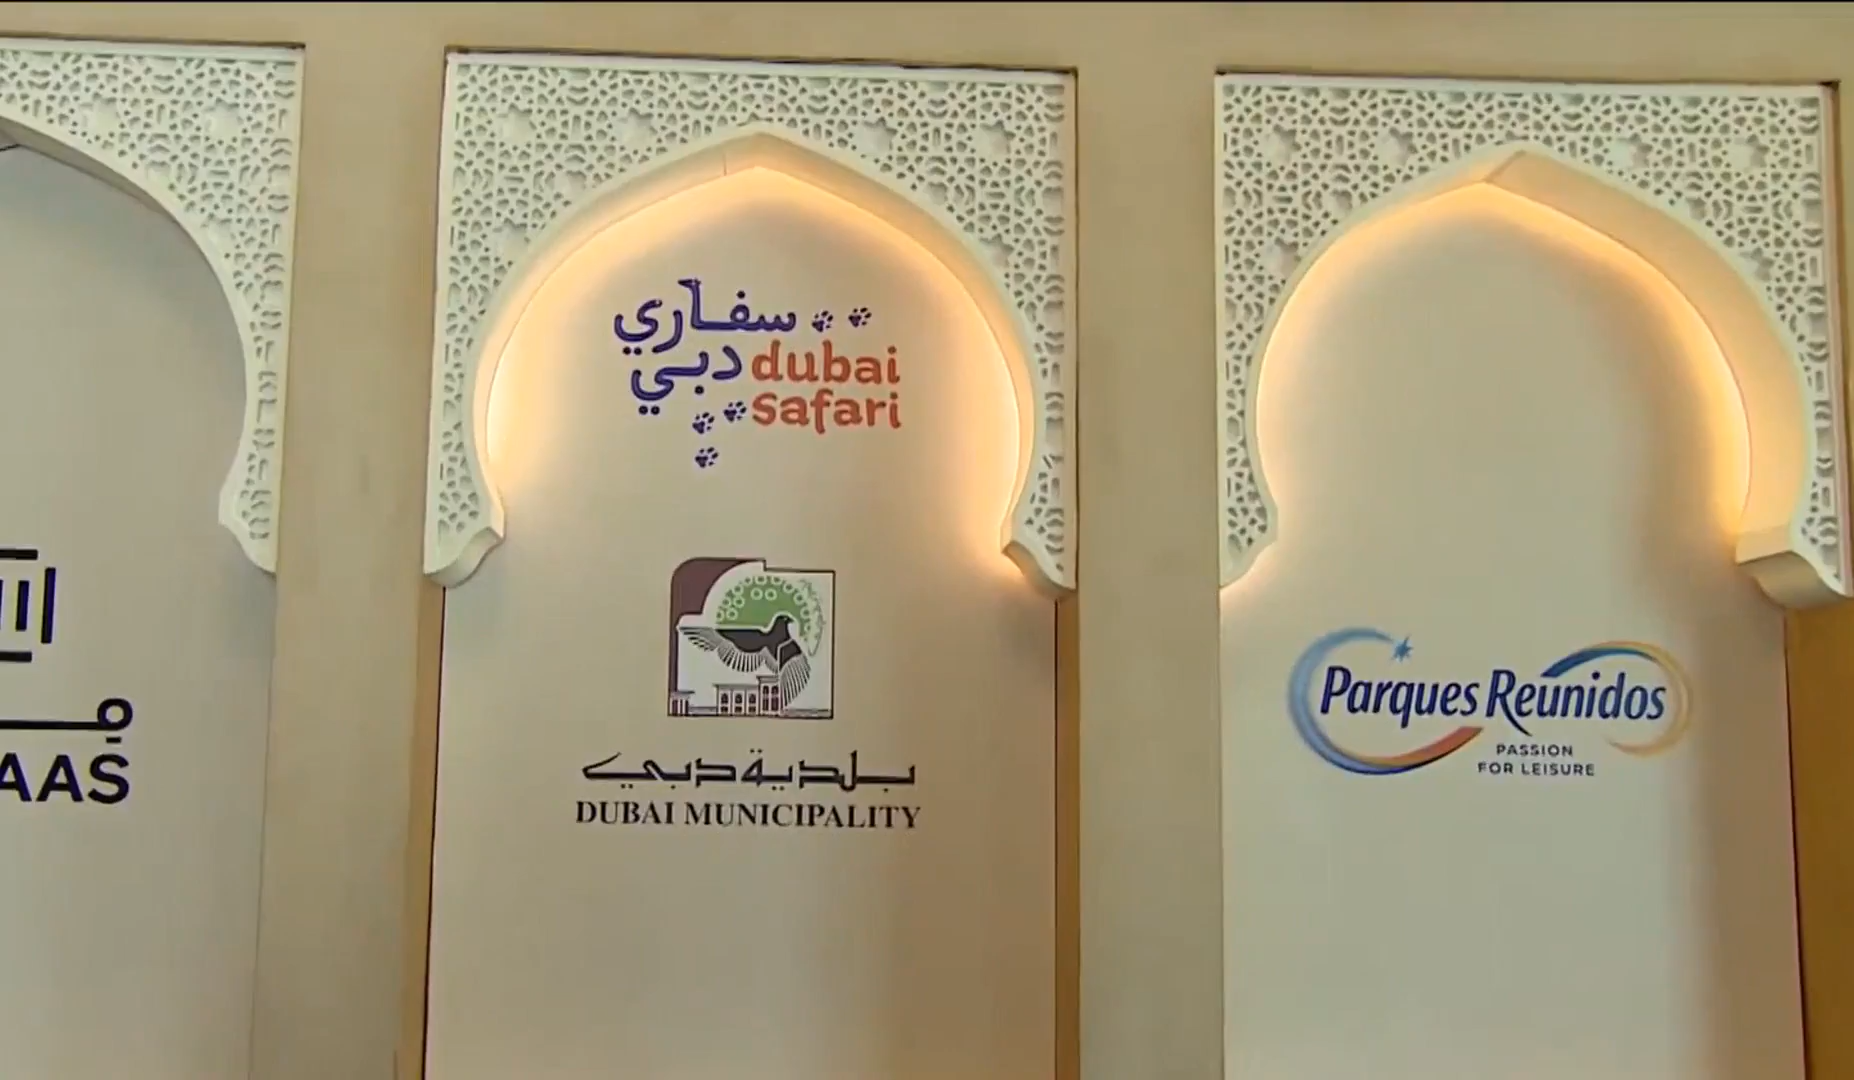 AAS
سفاري
دبي
dubai
safari
بلدية دبي
DUBAI MUNICIPALITY
Parques Reunidos
PASSION
FOR LEISURE